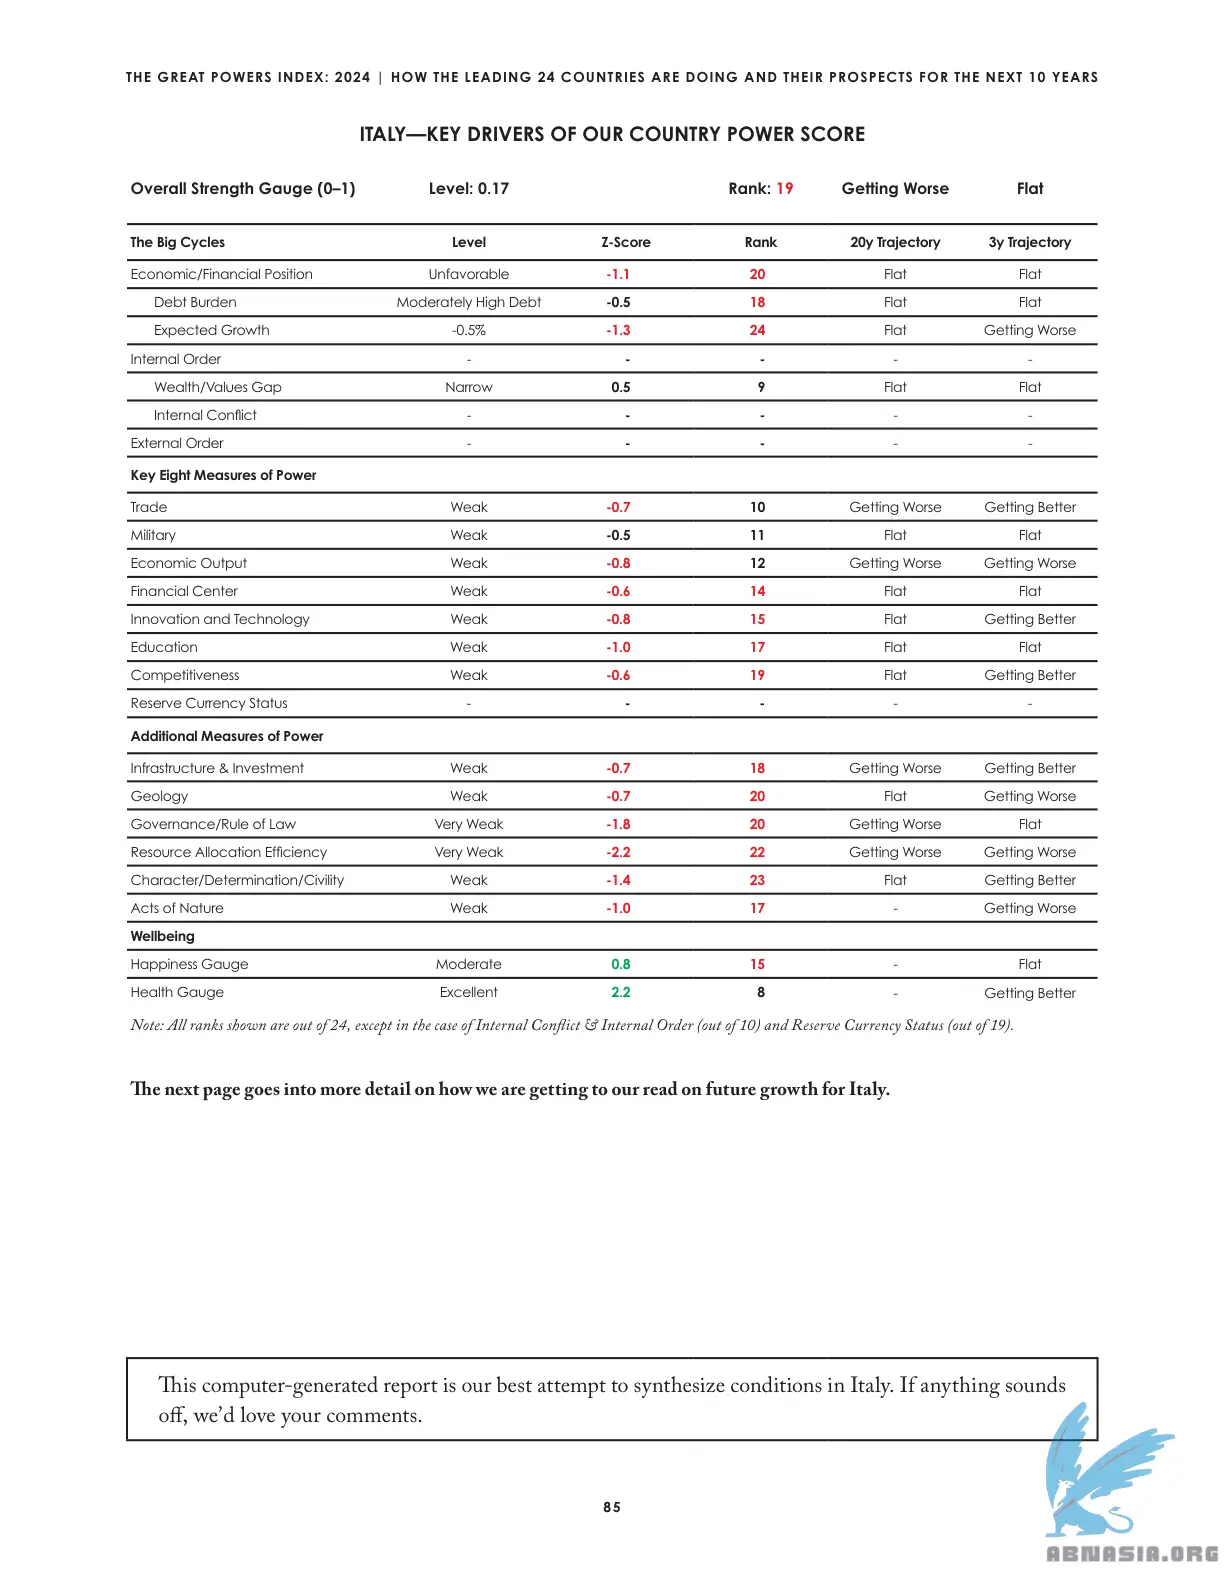 THE GREAT POWERS INDEX: 2024 | HOW THE LEADING 24 COUNTRIES ARE DOING AND THEIR PROSPECTS FOR THE NEXT 10 YEARS
ITALY—KEY DRIVERS OF OUR COUNTRY POWER SCORE
Overall Strength Gauge (0–1) Level: 0.17 Rank: 19 Getting Worse Flat
The Big Cycles Level Z-Score Rank 20y Trajectory 3y Trajectory
Economic/Financial Position Unfavorable -1.1 20 Flat Flat
Debt Burden Moderately High Debt -0.5 18 Flat Flat
Expected Growth -0.5% -1.3 24 Flat Getting Worse
Internal Order - - - - -
Wealth/Values Gap Narrow 0.5 9 Flat Flat
Internal Conflict - - - - -
External Order - - - - -
Key Eight Measures of Power
Trade Weak -0.7 10 Getting Worse Getting Better
Military Weak -0.5 11 Flat Flat
Economic Output Weak -0.8 12 Getting Worse Getting Worse
Financial Center Weak -0.6 14 Flat Flat
Innovation and Technology Weak -0.8 15 Flat Getting Better
Education Weak -1.0 17 Flat Flat
Competitiveness Weak -0.6 19 Flat Getting Better
Reserve Currency Status - - - - -
Additional Measures of Power
Infrastructure & Investment Weak -0.7 18 Getting Worse Getting Better
Geology Weak -0.7 20 Flat Getting Worse
Governance/Rule of Law Very Weak -1.8 20 Getting Worse Flat
Resource Allocation Efficiency Very Weak -2.2 22 Getting Worse Getting Worse
Character/Determination/Civility Weak -1.4 23 Flat Getting Better
Acts of Nature Weak -1.0 17 - Getting Worse
Wellbeing
Happiness Gauge Moderate 0.8 15 - Flat
Health Gauge Excellent 2.2 8 - Getting Better
Note: All ranks shown are out of 24, except in the case of Internal Conflict & Internal Order (out of 10) and Reserve Currency Status (out of 19).
The next page goes into more detail on how we are getting to our read on future growth for Italy.
This computer-generated report is our best attempt to synthesize conditions in Italy. If anything sounds
off, we'd love your comments.
85
ABNASIA.ORG